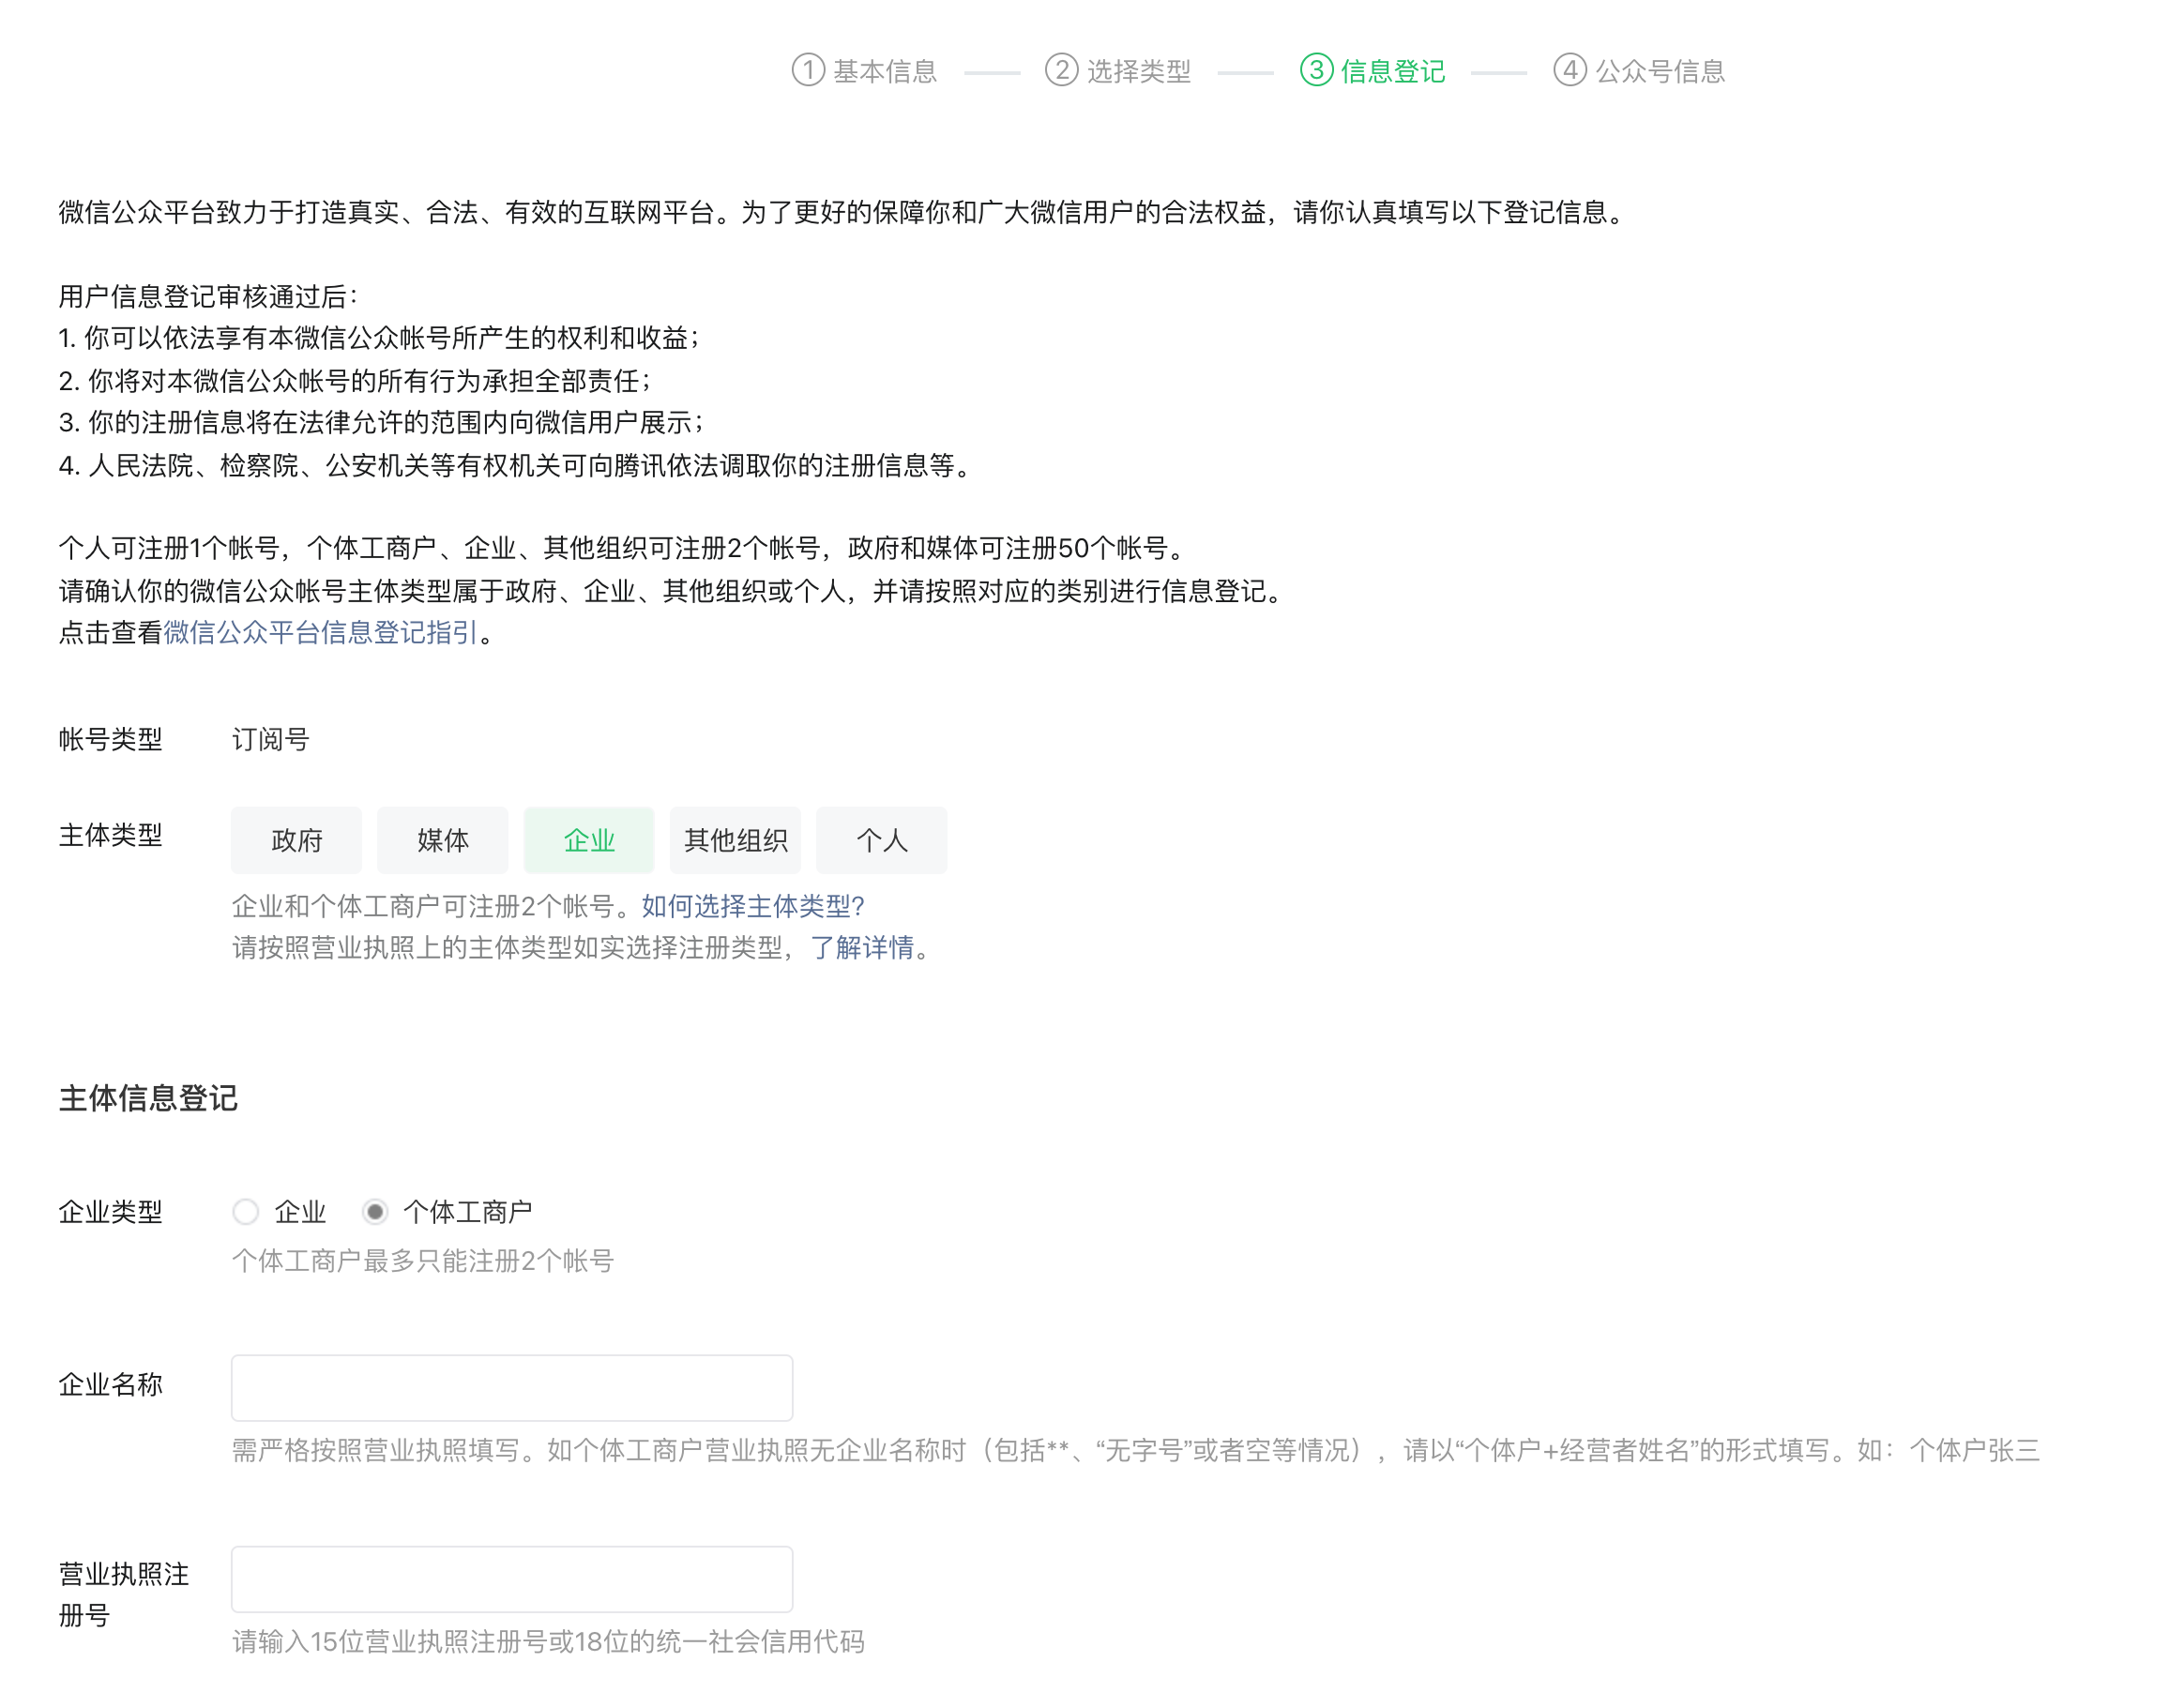 ① 基本信息 ② 选择类型 ③ 信息登记 ④ 公众号信息
微信公众平台致力于打造真实、合法、有效的互联网平台。为了更好的保障你和广大微信用户的合法权益，请你认真填写以下登记信息。
用户信息登记审核通过后：
1. 你可以依法享有本微信公众帐号所产生的权利和收益；
2. 你将对本微信公众帐号的所有行为承担全部责任；
3. 你的注册信息将在法律允许的范围内向微信用户展示；
4. 人民法院、检察院、公安机关等有权机关可向腾讯依法调取你的注册信息等。
个人可注册1个帐号，个体工商户、企业、其他组织可注册2个帐号，政府和媒体可注册50个帐号。
请确认你的微信公众帐号主体类型属于政府、企业、其他组织或个人，并请按照对应的类别进行信息登记。
点击查看微信公众平台信息登记指引。
帐号类型 订阅号
主体类型 政府 媒体 企业 其他组织 个人
企业和个体工商户可注册2个帐号。如何选择主体类型?
请按照营业执照上的主体类型如实选择注册类型，了解详情。
主体信息登记
企业类型 企业 个体工商户
个体工商户最多只能注册2个帐号
企业名称
需严格按照营业执照填写。如个体工商户营业执照无企业名称时（包括**、“无字号”或者空等情况），请以“个体户+经营者姓名”的形式填写。如：个体户张三
营业执照注
册号
请输入15位营业执照注册号或18位的统一社会信用代码